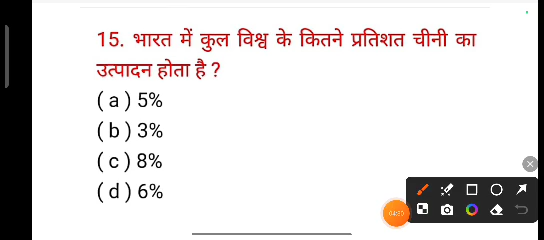 15. भारत में कुल विश्व के कितने प्रतिशत चीनी का
उत्पादन होता है ?
( a ) 5%
( b ) 3%
( c ) 8%
( d ) 6%